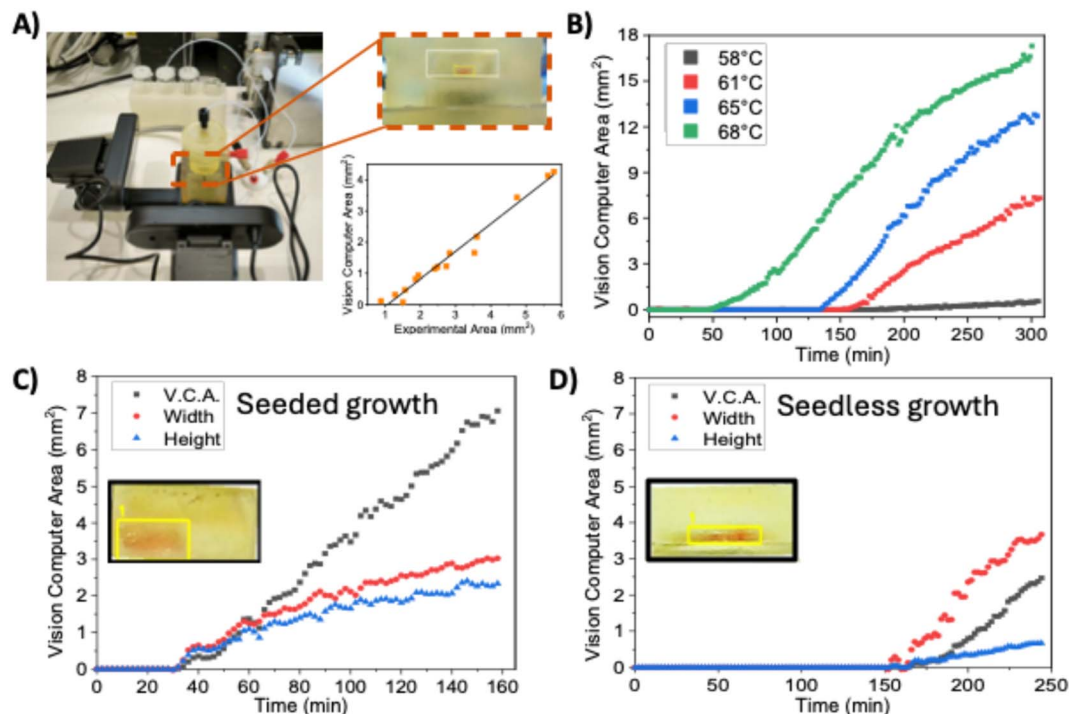 A)
Vision Computer Area (mm²)
4
3
2
1
0
1 2 3 4 5 6
Experimental Area (mm²)
B)
Vision Computer Area (mm²)
18
15
12
9
6
3
0
58°C
61°C
65°C
68°C
0 50 100 150 200 250 300
Time (min)
C)
Vision Computer Area (mm²)
8
7
6
5
4
3
2
1
0
V.C.A.
Width
Height
Seeded growth
1
0 20 40 60 80 100 120 140 160
Time (min)
D)
Vision Computer Area (mm²)
8
7
6
5
4
3
2
1
0
V.C.A.
Width
Height
Seedless growth
1
0 50 100 150 200 250
Time (min)